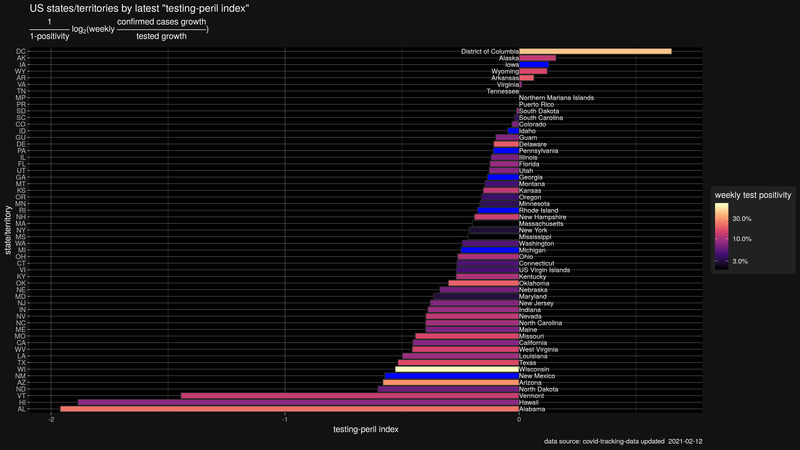 US states/territories by latest "testing-peril index"
1
1-positivity
log2(weekly
confirmed cases growth
tested growth
)
DC
District of Columbia
AK
Alaska
IA
Iowa
WY
Wyoming
AR
Arkansas
VA
Virginia
TN
Tennessee
MP
Northern Mariana Islands
PR
Puerto Rico
SD
South Dakota
SC
South Carolina
CO
Colorado
ID
Idaho
GU
Guam
DE
Delaware
PA
Pennsylvania
IL
Illinois
FL
Florida
UT
Utah
GA
Georgia
MT
Montana
KS
Kansas
OR
Oregon
MN
Minnesota
RI
Rhode Island
NH
New Hampshire
MA
Massachusetts
NY
New York
MS
Mississippi
WA
Washington
MI
Michigan
OH
Ohio
CT
Connecticut
VI
US Virgin Islands
KY
Kentucky
OK
Oklahoma
NE
Nebraska
MD
Maryland
NJ
New Jersey
IN
Indiana
NV
Nevada
NC
North Carolina
ME
Maine
MO
Missouri
CA
California
WV
West Virginia
LA
Louisiana
TX
Texas
WI
Wisconsin
NM
New Mexico
AZ
Arizona
ND
North Dakota
VT
Vermont
HI
Hawaii
AL
Alabama
state/territory
-2
-1
0
testing-peril index
weekly test positivity
30.0%
10.0%
3.0%
data source: covid-tracking-data updated 2021-02-12